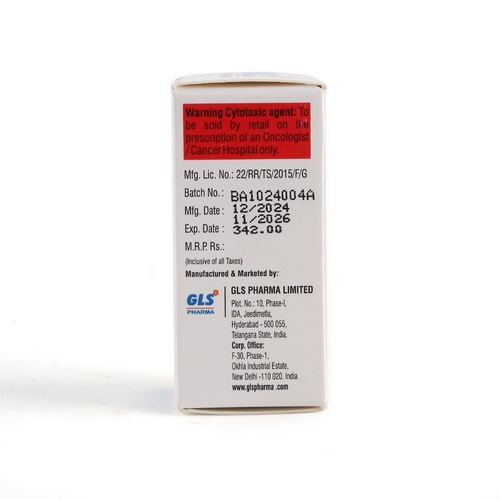 Warning Cytotoxic agent: To
be sold by retail on the
prescription of an Oncologist
/ Cancer Hospital only.
Mfg. Lic. No.: 22/RR/TS/2015/F/G
Batch No.: BA1024004A
Mfg. Date : 12/2024
Exp. Date : 11/2026
M.R.P. Rs.: 342.00
(Inclusive of all Taxes)
Manufactured & Marketed by:
GLS PHARMA
GLS PHARMA LIMITED
Plot. No.: 10, Phase-I,
IDA, Jeedimetla,
Hyderabad - 500 055,
Telangana State, India.
Corp. Office:
F-30, Phase-1,
Okhla Industrial Estate,
New Delhi -110 020. India.
www.glspharma .com